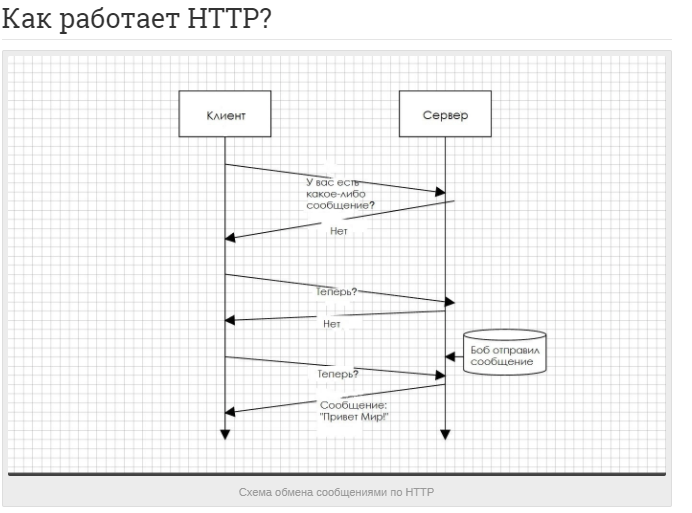 Как работает HTTP?
Клиент
Сервер
У вас есть
какое-либо
сообщение?
Нет
Теперь?
Нет
Боб отправил
сообщение
Теперь?
Сообщение:
"Привет Мир!"
Схема обмена сообщениями по HTTP